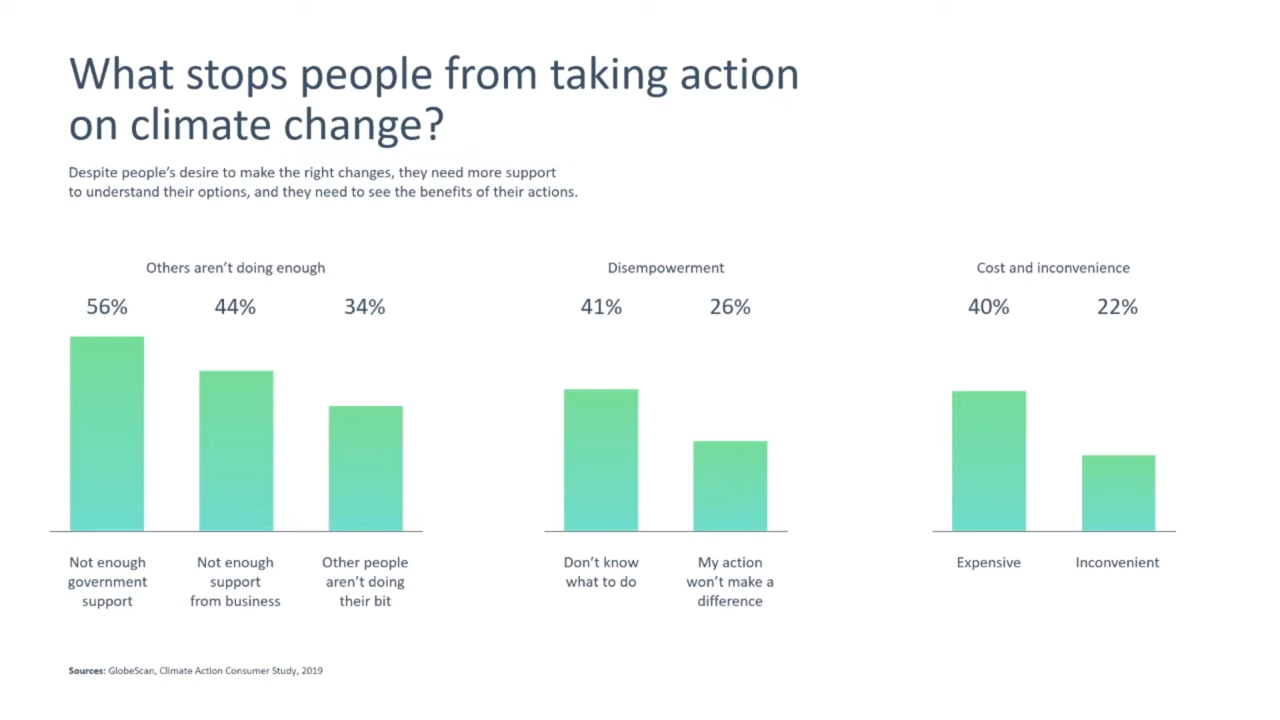 What stops people from taking action
on climate change?
Despite people’s desire to make the right changes, they need more support
to understand their options, and they need to see the benefits of their actions.
Others aren’t doing enough
56% 44% 34%
Not enough
government
support
Not enough
support
from business
Other people
aren’t doing
their bit
Disempowerment
41% 26%
Don’t know
what to do
My action
won’t make a
difference
Cost and inconvenience
40% 22%
Expensive
Inconvenient
Sources: GlobeScan, Climate Action Consumer Study, 2019